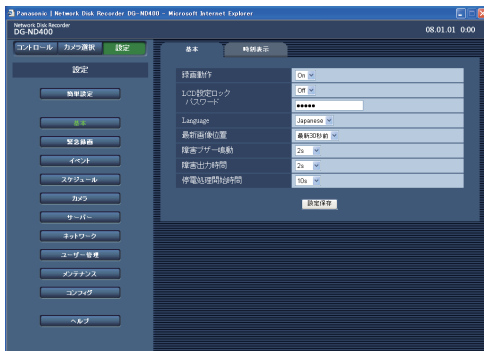 Panasonic | Network Disk Recorder DG-ND400 - Microsoft Internet Explorer
Network Disk Recorder
DG-ND400
08.01.01 0:30
コントロール カメラ選択 設定
基本 時刻表示
設定
簡単設定
基本
緊急録画
イベント
スケジュール
カメラ
サーバー
ネットワーク
ユーザー管理
メンテナンス
コンフィグ
ヘルプ
録画動作 On
LCD設定ロック Off
パスワード •••••
Language Japanese
最新画像位置 最新30秒前
障害ブザー鳴動 2s
障害出力時間 2s
停電処理開始時間 10s
設定保存